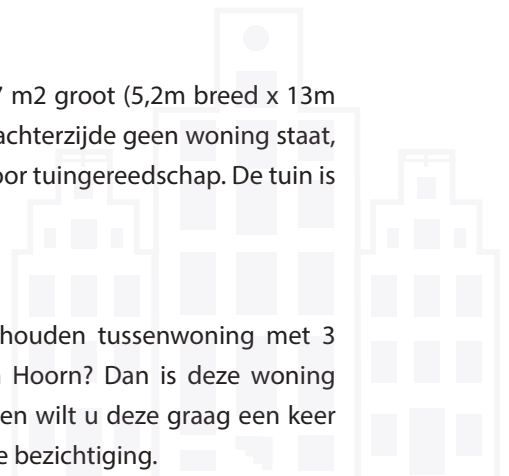 m2 groot (5,2m breed x 13m
achterzijde geen woning staat,
oor tuingereedschap. De tuin is
houden tussenwoning met 3
Hoorn? Dan is deze woning
en wilt u deze graag een keer
e bezichtiging.